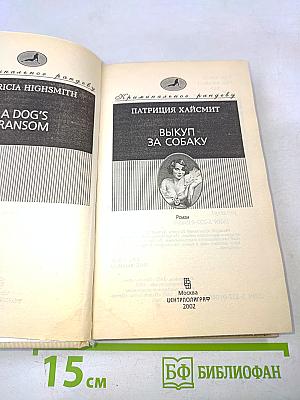 Криминальное рандеву
RICIA HIGHSMITH
A DOG'S
RANSOM
Криминальное рандеву
ПАТРИЦИЯ ХАЙСМИТ
ВЫКУП
ЗА СОБАКУ
Роман
Москва
ЦЕНТРПОЛИГРАФ
2002
15 см
БФ БИБЛИОФАН